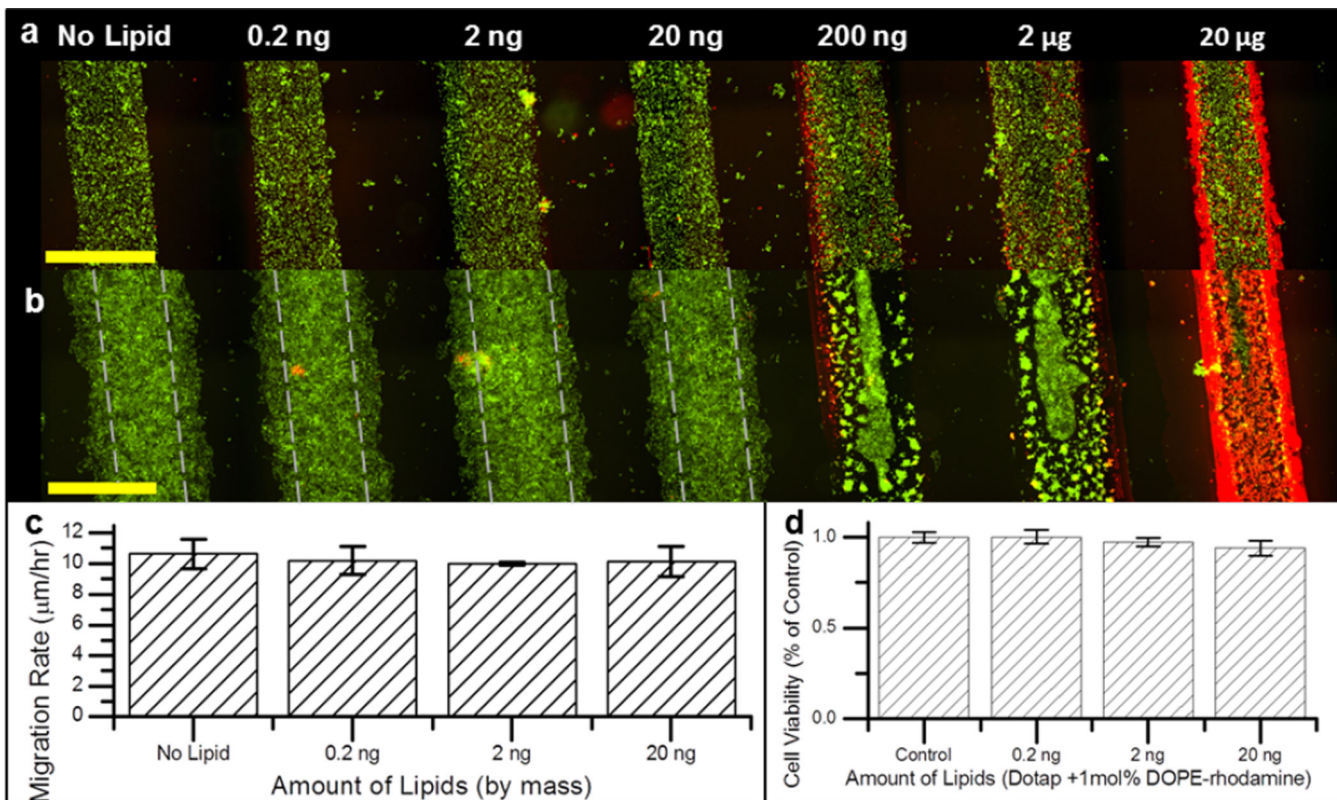 a
No Lipid 0.2 ng 2 ng 20 ng 200 ng 2 µg 20 µg
b
c
12
10
8
6
4
2
0
Migration Rate (µm/hr)
No Lipid 0.2 ng 2 ng 20 ng
Amount of Lipids (by mass)
d
1.0
0.5
0.0
Cell Viability (% of Control)
Control 0.2 ng 2 ng 20 ng
Amount of Lipids (Dotap +1mol% DOPE-rhodamine)